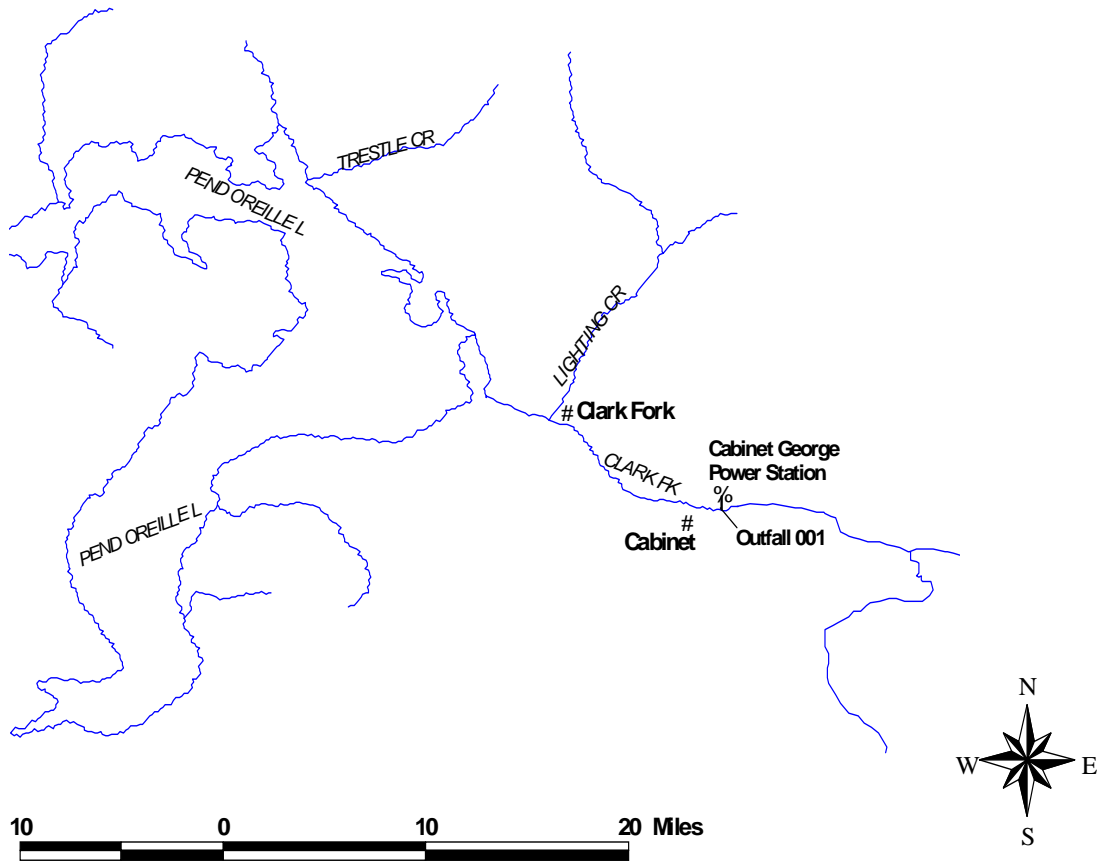 TRESTLE CR
PEND OREILLE L
LIGHTING CR
# Clark Fork
CLARK FK
Cabinet George
Power Station
%
#
Cabinet
Outfall 001
PEND OREILLE L
N
W E
S
10 0 10 20 Miles